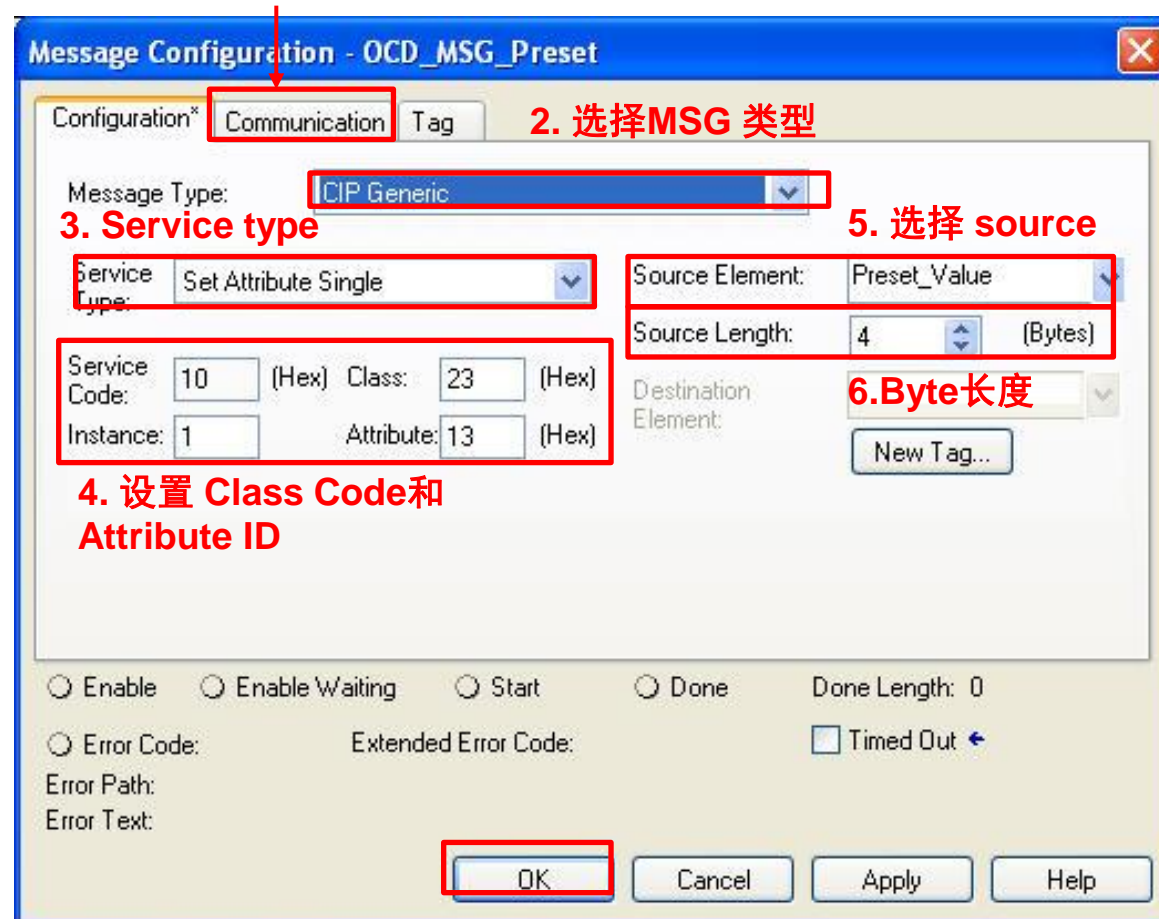 Message Configuration - OCD_MSG_Preset
Configuration* Communication Tag
2. 选择MSG 类型
Message Type: CIP Generic
3. Service type
5. 选择 source
Service Type: Set Attribute Single
Source Element: Preset_Value
Source Length: 4 (Bytes)
Service Code: 10 (Hex) Class: 23 (Hex)
Instance: 1 Attribute: 13 (Hex)
Destination Element:
6.Byte长度
New Tag...
4. 设置 Class Code和
Attribute ID
Enable Enable Waiting Start Done Done Length: 0
Error Code: Extended Error Code: Timed Out
Error Path:
Error Text:
OK Cancel Apply Help